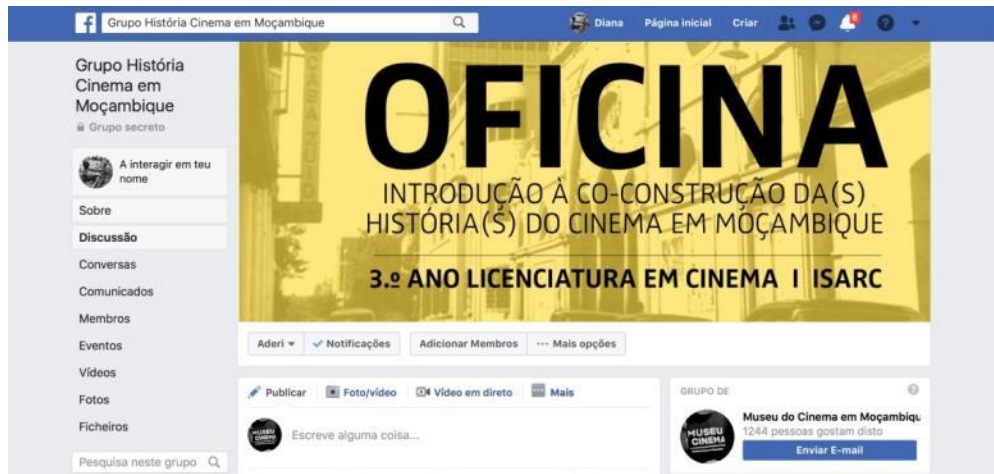 Grupo História Cinema em Moçambique
Diana Página inicial Criar
8
Grupo História
Cinema em
Moçambique
Grupo secreto
A interagir em teu
nome
Sobre
Discussão
Conversas
Comunicados
Membros
Eventos
Vídeos
Fotos
Ficheiros
Pesquisa neste grupo
OFICINA
INTRODUÇÃO À CO-CONSTRUÇÃO DA(S)
HISTÓRIA(S) DO CINEMA EM MOÇAMBIQUE
3.º ANO LICENCIATURA EM CINEMA I ISARC
Aderi Notificações Adicionar Membros ··· Mais opções
Publicar Foto/vídeo Vídeo em direto Mais
Escreve alguma coisa...
GRUPO DE
MUSEU
CINEMA
Museu do Cinema em Moçambiqu
1244 pessoas gostam disto
Enviar E-mail